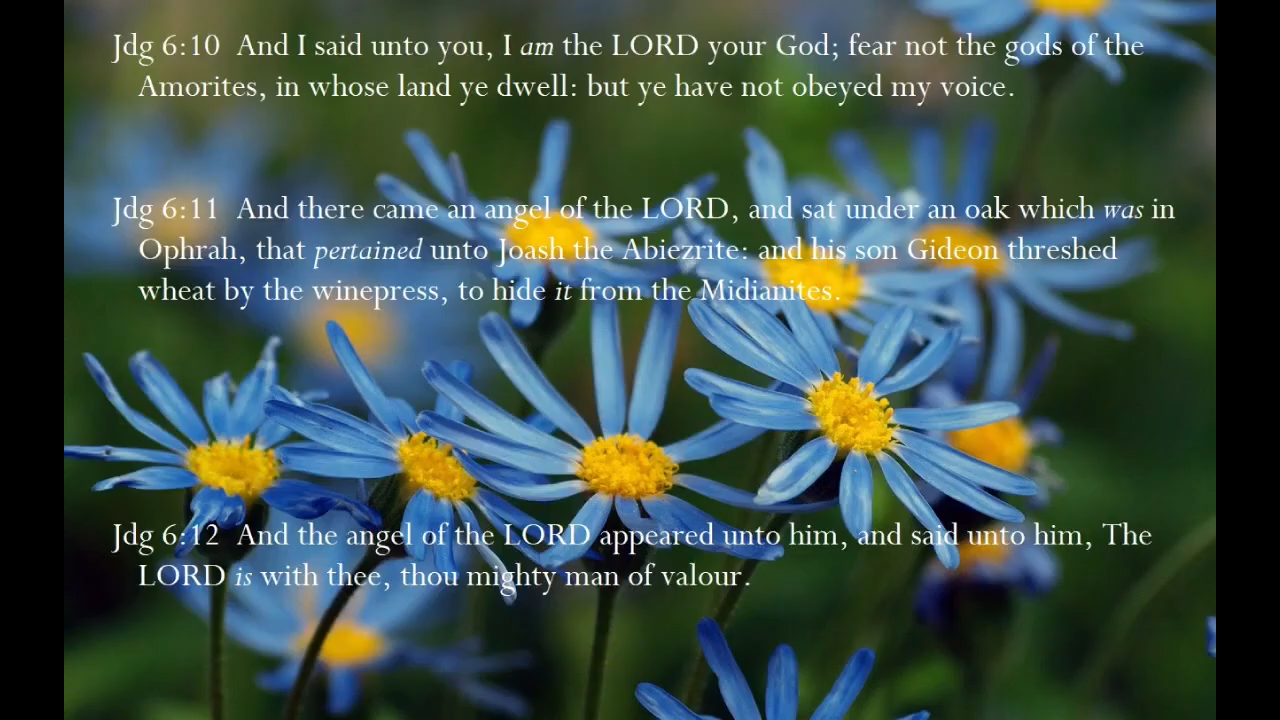 Jdg 6:10 And I said unto you, I am the LORD your God; fear not the gods of the
Amorites, in whose land ye dwell: but ye have not obeyed my voice.
Jdg 6:11 And there came an angel of the LORD, and sat under an oak which was in
Ophrah, that pertained unto Joash the Abiezrite: and his son Gideon threshed
wheat by the winepress, to hide it from the Midianites.
Jdg 6:12 And the angel of the LORD appeared unto him, and said unto him, The
LORD is with thee, thou mighty man of valour.